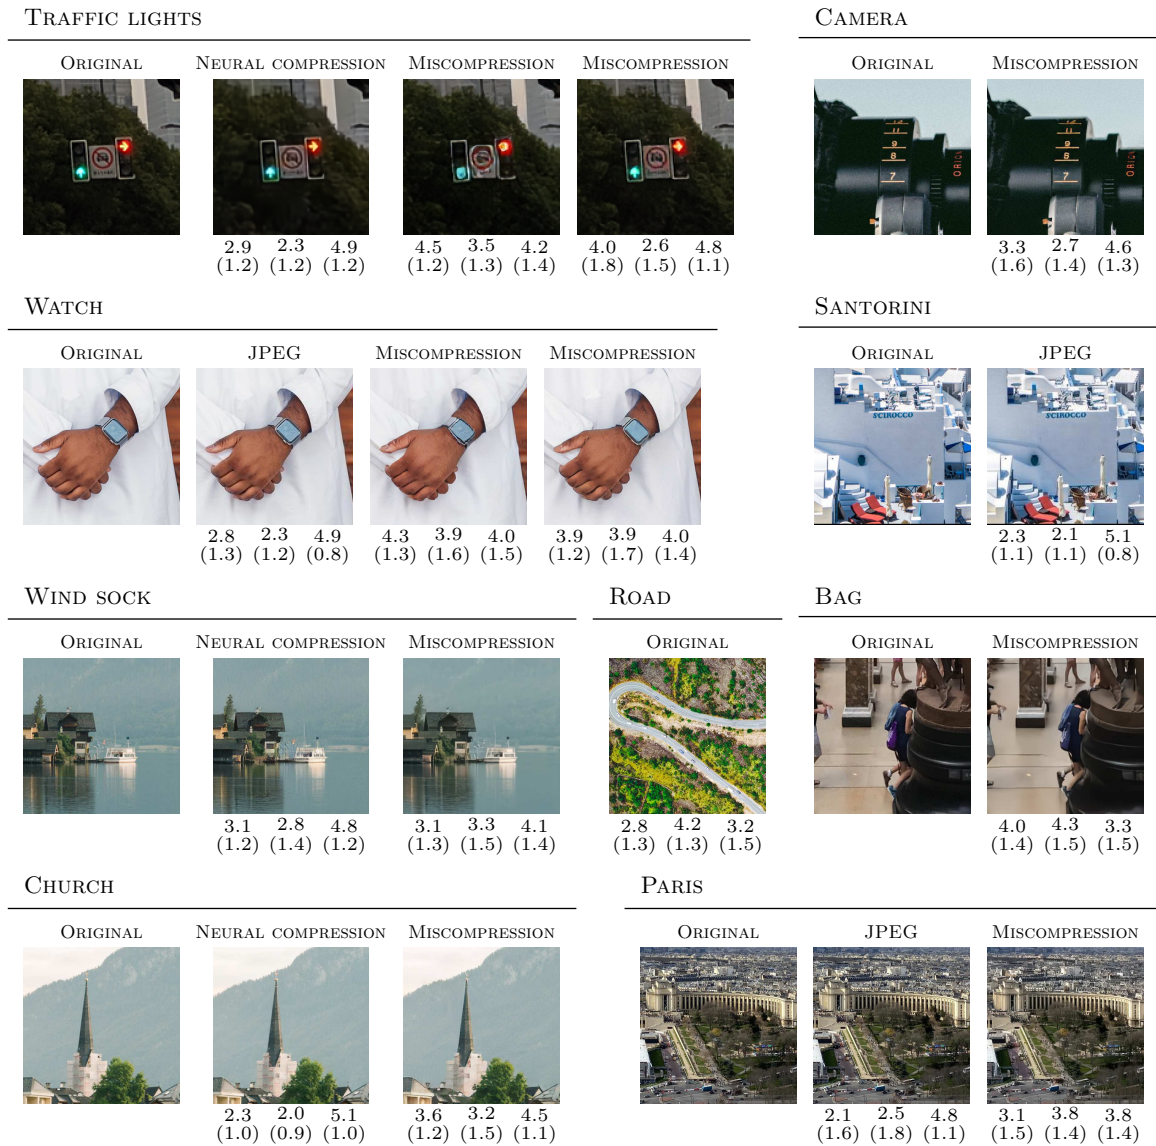 TRAFFIC LIGHTS
CAMERA
ORIGINAL NEURAL COMPRESSION MISCOMPRESSION MISCOMPRESSION
ORIGINAL MISCOMPRESSION
11
9
8
7
11
9
8
7
2.9 2.3 4.9
(1.2) (1.2) (1.2)
4.5 3.5 4.2
(1.2) (1.3) (1.4)
4.0 2.6 4.8
(1.8) (1.5) (1.1)
3.3 2.7 4.6
(1.6) (1.4) (1.3)
WATCH
SANTORINI
ORIGINAL JPEG MISCOMPRESSION MISCOMPRESSION
ORIGINAL JPEG
SCIROCCO
SCIROCCO
2.8 2.3 4.9
(1.3) (1.2) (0.8)
4.3 3.9 4.0
(1.3) (1.6) (1.5)
3.9 3.9 4.0
(1.2) (1.7) (1.4)
2.3 2.1 5.1
(1.1) (1.1) (0.8)
WIND SOCK
ROAD
BAG
ORIGINAL NEURAL COMPRESSION MISCOMPRESSION
ORIGINAL
ORIGINAL MISCOMPRESSION
3.1 2.8 4.8
(1.2) (1.4) (1.2)
3.1 3.3 4.1
(1.3) (1.5) (1.4)
2.8 4.2 3.2
(1.3) (1.3) (1.5)
4.0 4.3 3.3
(1.4) (1.5) (1.5)
CHURCH
PARIS
ORIGINAL NEURAL COMPRESSION MISCOMPRESSION
ORIGINAL JPEG MISCOMPRESSION
2.3 2.0 5.1
(1.0) (0.9) (1.0)
3.6 3.2 4.5
(1.2) (1.5) (1.1)
2.1 2.5 4.8
(1.6) (1.8) (1.1)
3.1 3.8 3.8
(1.5) (1.4) (1.4)